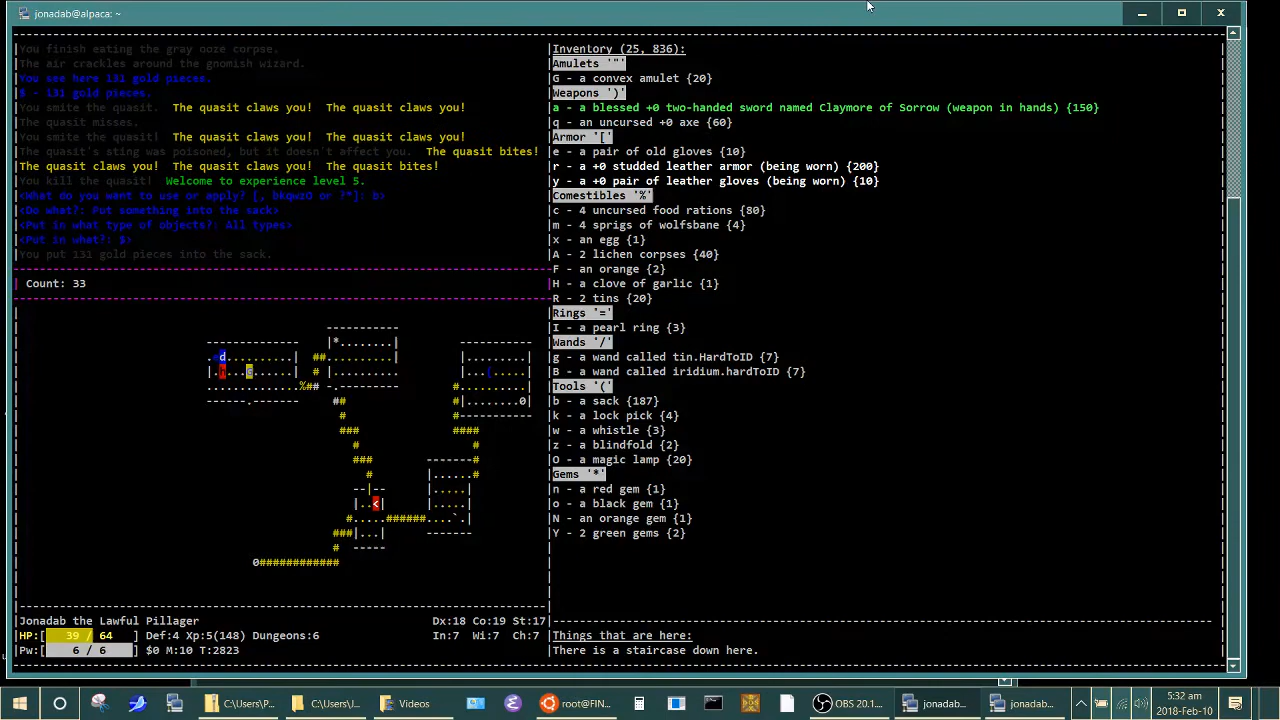 jonadab@alpaca: ~
You finish eating the gray ooze corpse.
The air crackles around the gnomish wizard.
You see here 131 gold pieces.
$ - 131 gold pieces.
You smite the quasit. The quasit claws you! The quasit claws you!
The quasit misses.
You smite the quasit! The quasit claws you! The quasit claws you!
The quasit's sting was poisoned, but it doesn't affect you. The quasit bites!
The quasit claws you! The quasit claws you! The quasit bites!
You kill the quasit! Welcome to experience level 5.
<What do you want to use or apply? [, bkqwzO or ?*]: b>
<Do what?: Put something into the sack>
<Put in what type of objects?: All types>
<Put in what?: $>
You put 131 gold pieces into the sack.
Count: 33
Jonadab the Lawful Pillager Dx:18 Co:19 St:17
HP:[ 39 / 64 ] Def:4 Xp:5(148) Dungeons:6 In:7 Wi:7 Ch:7
Pw:[ 6 / 6 ] $0 M:10 T:2823
Inventory (25, 836):
Amulets '"'
G - a convex amulet {20}
Weapons ')'
a - a blessed +0 two-handed sword named Claymore of Sorrow (weapon in hands) {150}
q - an uncursed +0 axe {60}
Armor '['
e - a pair of old gloves {10}
r - a +0 studded leather armor (being worn) {200}
y - a +0 pair of leather gloves (being worn) {10}
Comestibles '%'
c - 4 uncursed food rations {80}
m - 4 sprigs of wolfsbane {4}
x - an egg {1}
A - 2 lichen corpses {40}
F - an orange {2}
H - a clove of garlic {1}
R - 2 tins {20}
Rings '='
I - a pearl ring {3}
Wands '/'
g - a wand called tin.HardToID {7}
B - a wand called iridium.hardToID {7}
Tools '('
b - a sack {187}
k - a lock pick {4}
w - a whistle {3}
z - a blindfold {2}
O - a magic lamp {20}
Gems '*'
n - a red gem {1}
o - a black gem {1}
N - an orange gem {1}
Y - 2 green gems {2}
Things that are here:
There is a staircase down here.
C:\Users\P...
C:\Users\J...
Videos
root@FIN...
OBS 20.1...
jonadab...
jonadab...
5:32 am
2018-Feb-10